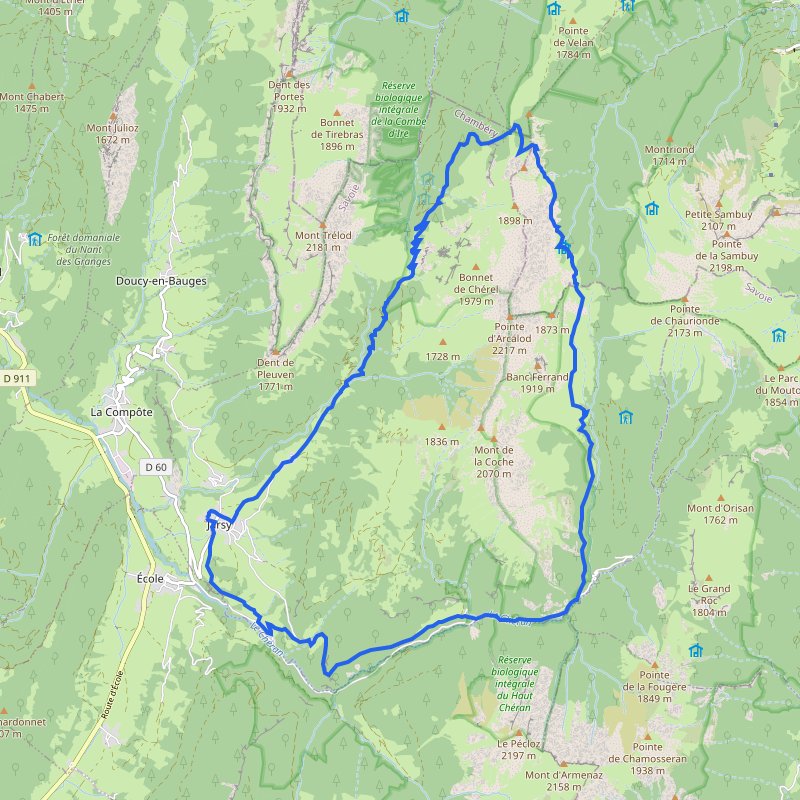 1405 m
Pointe
de Velan
1784 m
Mont Chabert
1475 m
Dent des
Portes
1932 m
Réserve
biologique
intégrale
de la Combe
d'Ire
Chambéry
Mont Julioz
1672 m
Bonnet
de Tirebras
1896 m
Montriond
1714 m
Savoie
1898 m
Petite Sambuy
2107 m
Pointe
de la Sambuy
2198 m
Forêt domaniale
du Nant
des Granges
Mont Trélod
2181 m
Doucy-en-Bauges
Bonnet
de Chérel
1979 m
Savoie
Pointe
de Chaurionde
2173 m
Pointe
d'Arcalod
2217 m
1873 m
1728 m
Dent de
Pleuven
1771 m
D 911
Banc Ferrand
1919 m
Le Parc
du Mouto
1854 m
La Compôte
1836 m
Mont de
la Coche
2070 m
D 60
Mont d'Orisan
1762 m
Jarsy
École
Le Grand
Roc
1804 m
le Chéran
le Chéran
Réserve
biologique
intégrale
du Haut
Chéran
Route d'École
Pointe
de la Fougère
1849 m
Le Pécloz
2197 m
Pointe
de Chamosseran
1938 m
Mont d'Armenaz
2158 m